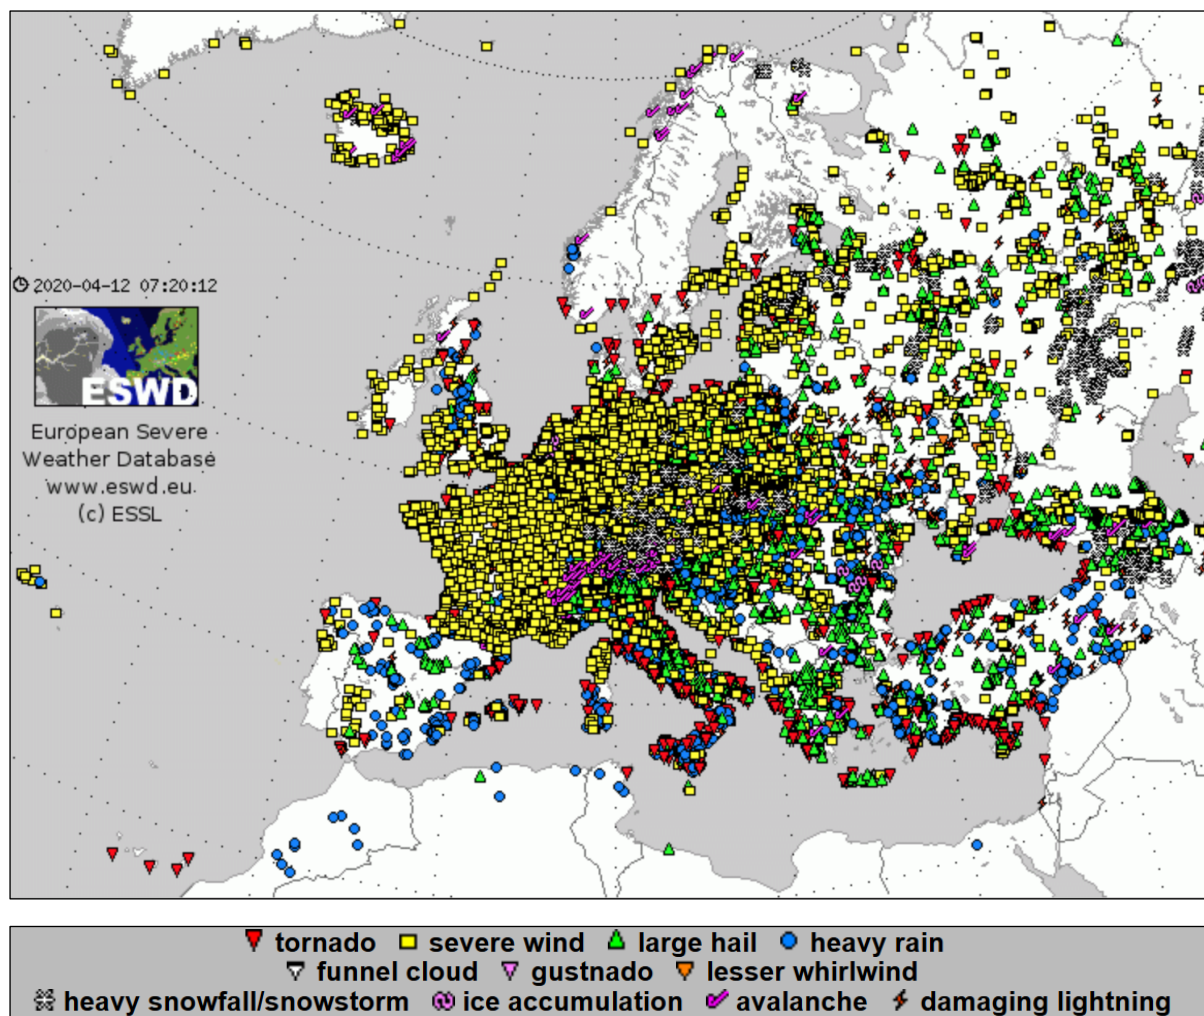 2020-04-12 07:20:12
ESWD
European Severe
Weather Database
www.eswd.eu
(c) ESSL
tornado severe wind large hail heavy rain
funnel cloud gustnado lesser whirlwind
heavy snowfall/snowstorm ice accumulation avalanche damaging lightning